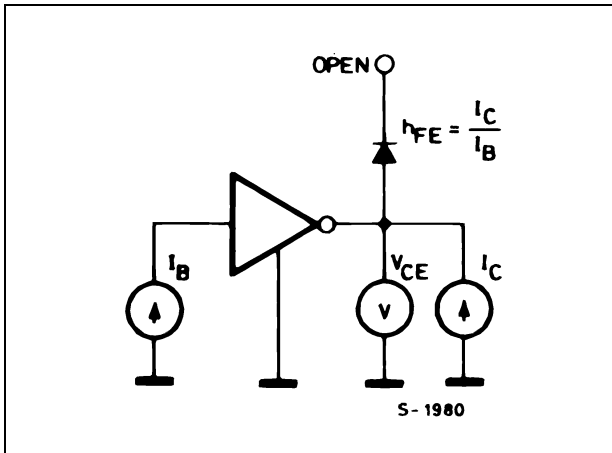 OPEN
hFE = IC
IB
IB
VCE
IC
V
S-1980